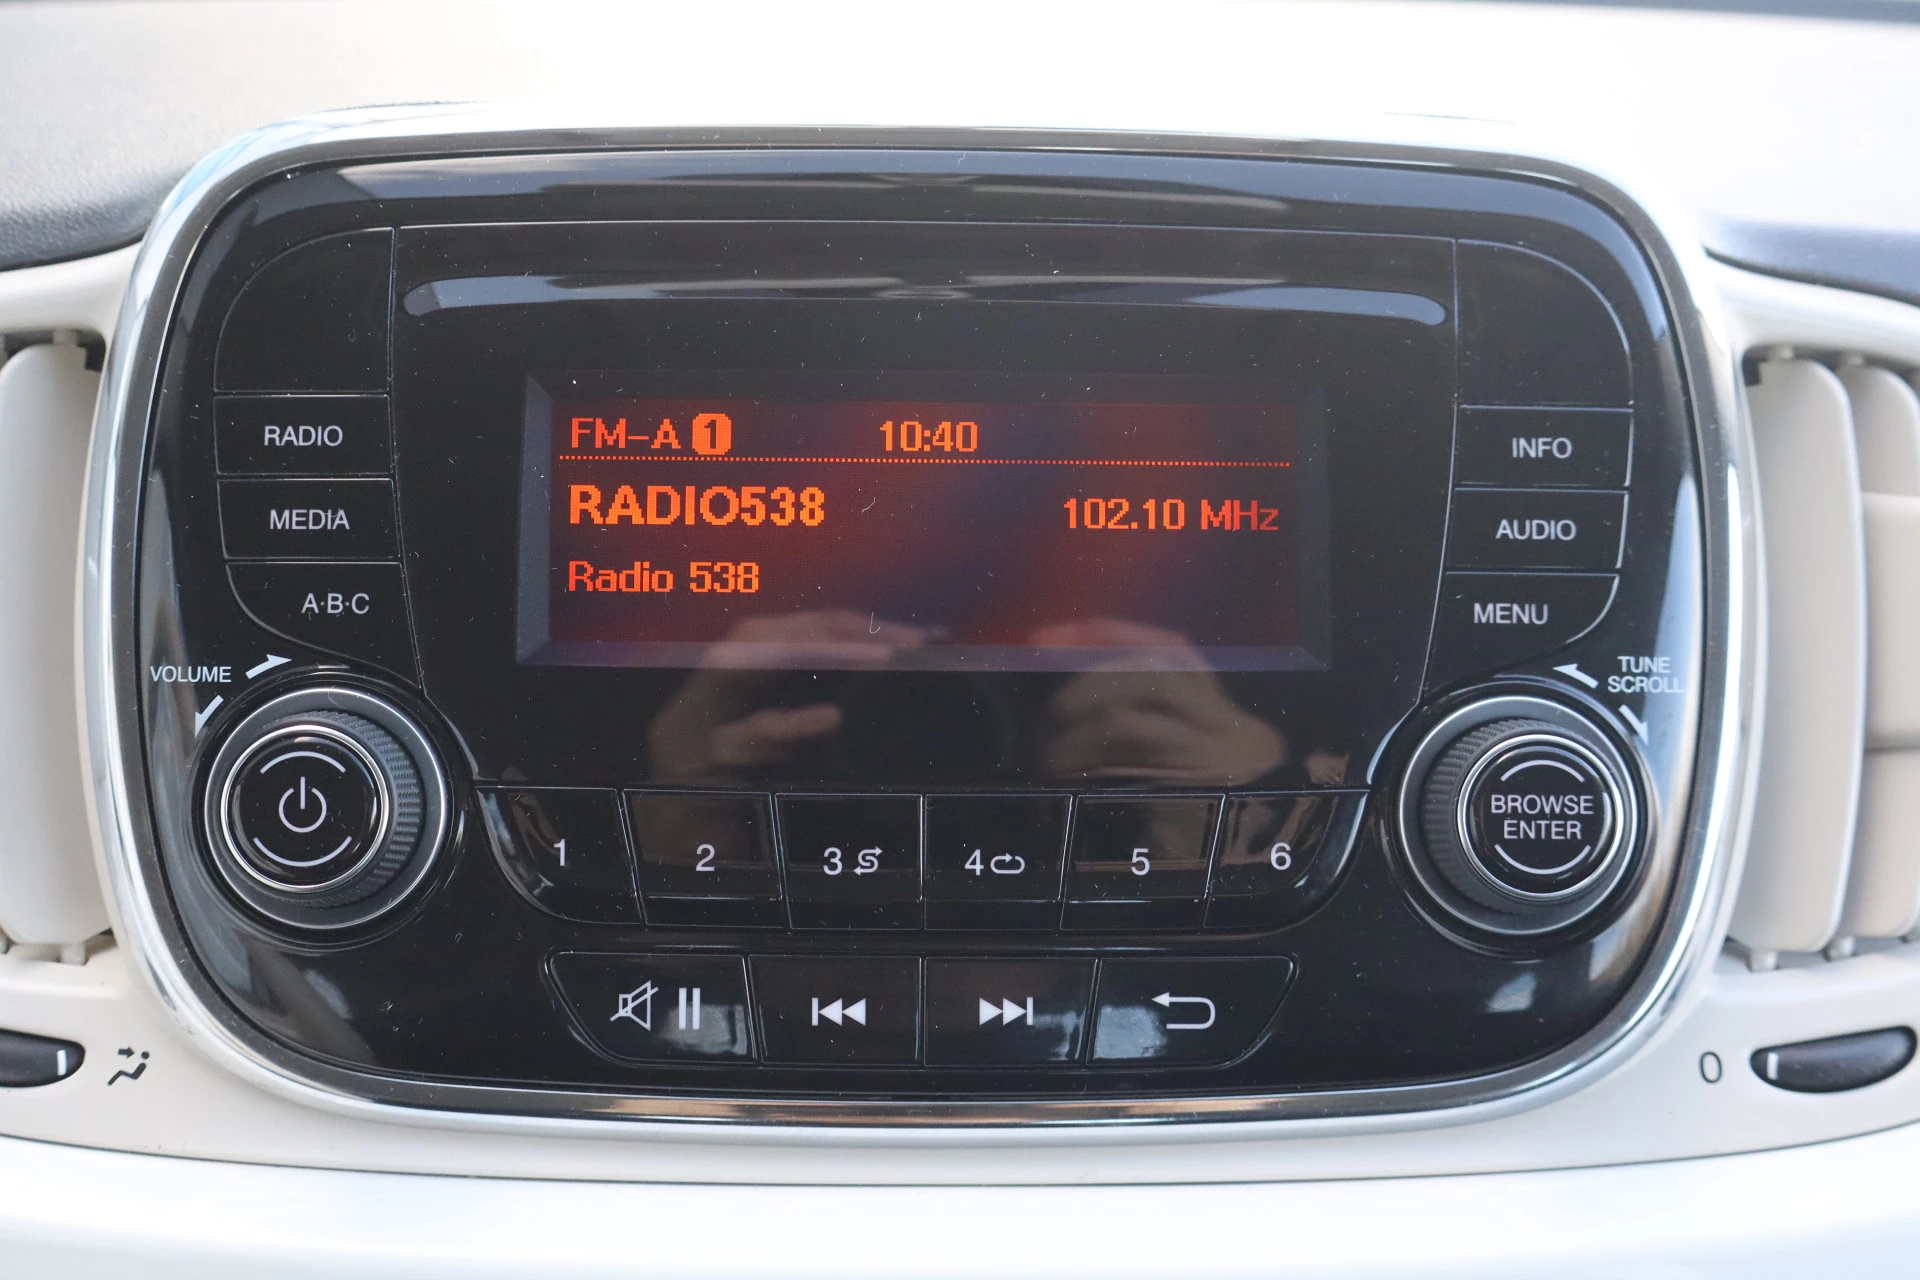 FM-A 1 10:40
RADIO538 102.10 MHz
Radio 538
RADIO
MEDIA
A·B·C
VOLUME
INFO
AUDIO
MENU
TUNE
SCROLL
BROWSE
ENTER
1 2 3 4 5 6
0